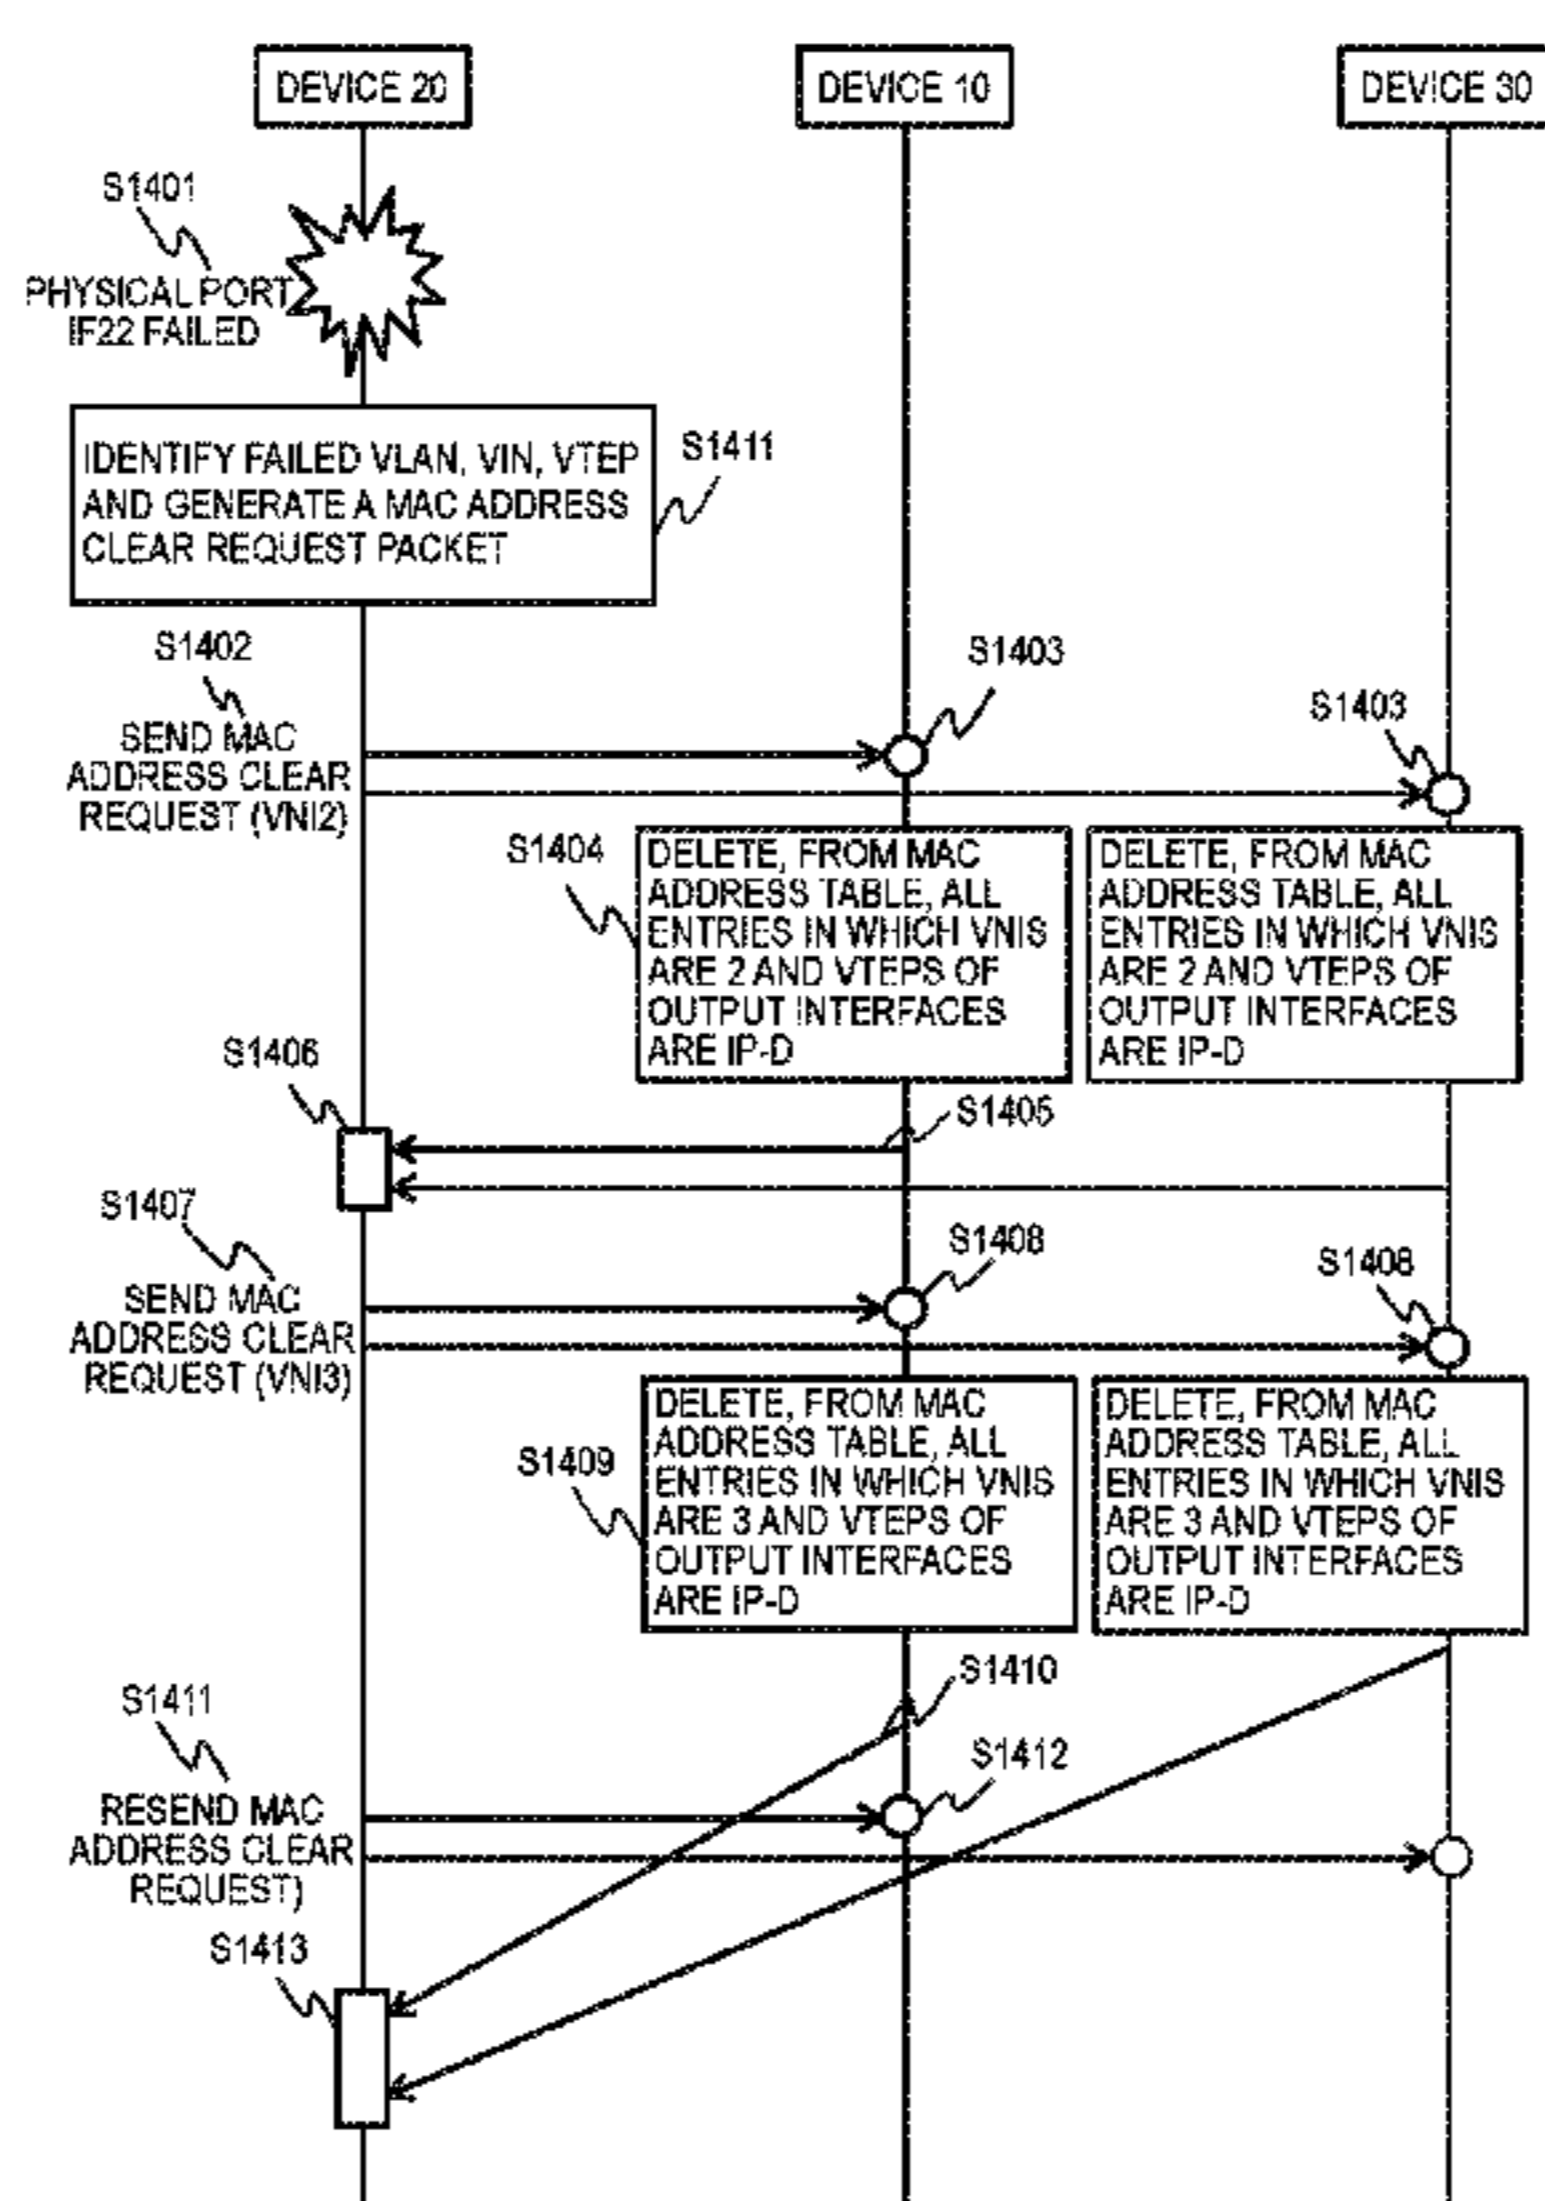 DEVICE 20
DEVICE 10
DEVICE 30
S1401
PHYSICAL PORT
IF22 FAILED
IDENTIFY FAILED VLAN, VIN, VTEP
AND GENERATE A MAC ADDRESS
CLEAR REQUEST PACKET
S1411
S1402
SEND MAC
ADDRESS CLEAR
REQUEST (VNI2)
S1403
S1403
S1404
DELETE, FROM MAC
ADDRESS TABLE, ALL
ENTRIES IN WHICH VNIS
ARE 2 AND VTEPS OF
OUTPUT INTERFACES
ARE IP-D
DELETE, FROM MAC
ADDRESS TABLE, ALL
ENTRIES IN WHICH VNIS
ARE 2 AND VTEPS OF
OUTPUT INTERFACES
ARE IP-D
S1406
S1405
S1407
SEND MAC
ADDRESS CLEAR
REQUEST (VNI3)
S1408
S1408
S1409
DELETE, FROM MAC
ADDRESS TABLE, ALL
ENTRIES IN WHICH VNIS
ARE 3 AND VTEPS OF
OUTPUT INTERFACES
ARE IP-D
DELETE, FROM MAC
ADDRESS TABLE, ALL
ENTRIES IN WHICH VNIS
ARE 3 AND VTEPS OF
OUTPUT INTERFACES
ARE IP-D
S1410
S1411
RESEND MAC
ADDRESS CLEAR
REQUEST)
S1412
S1413